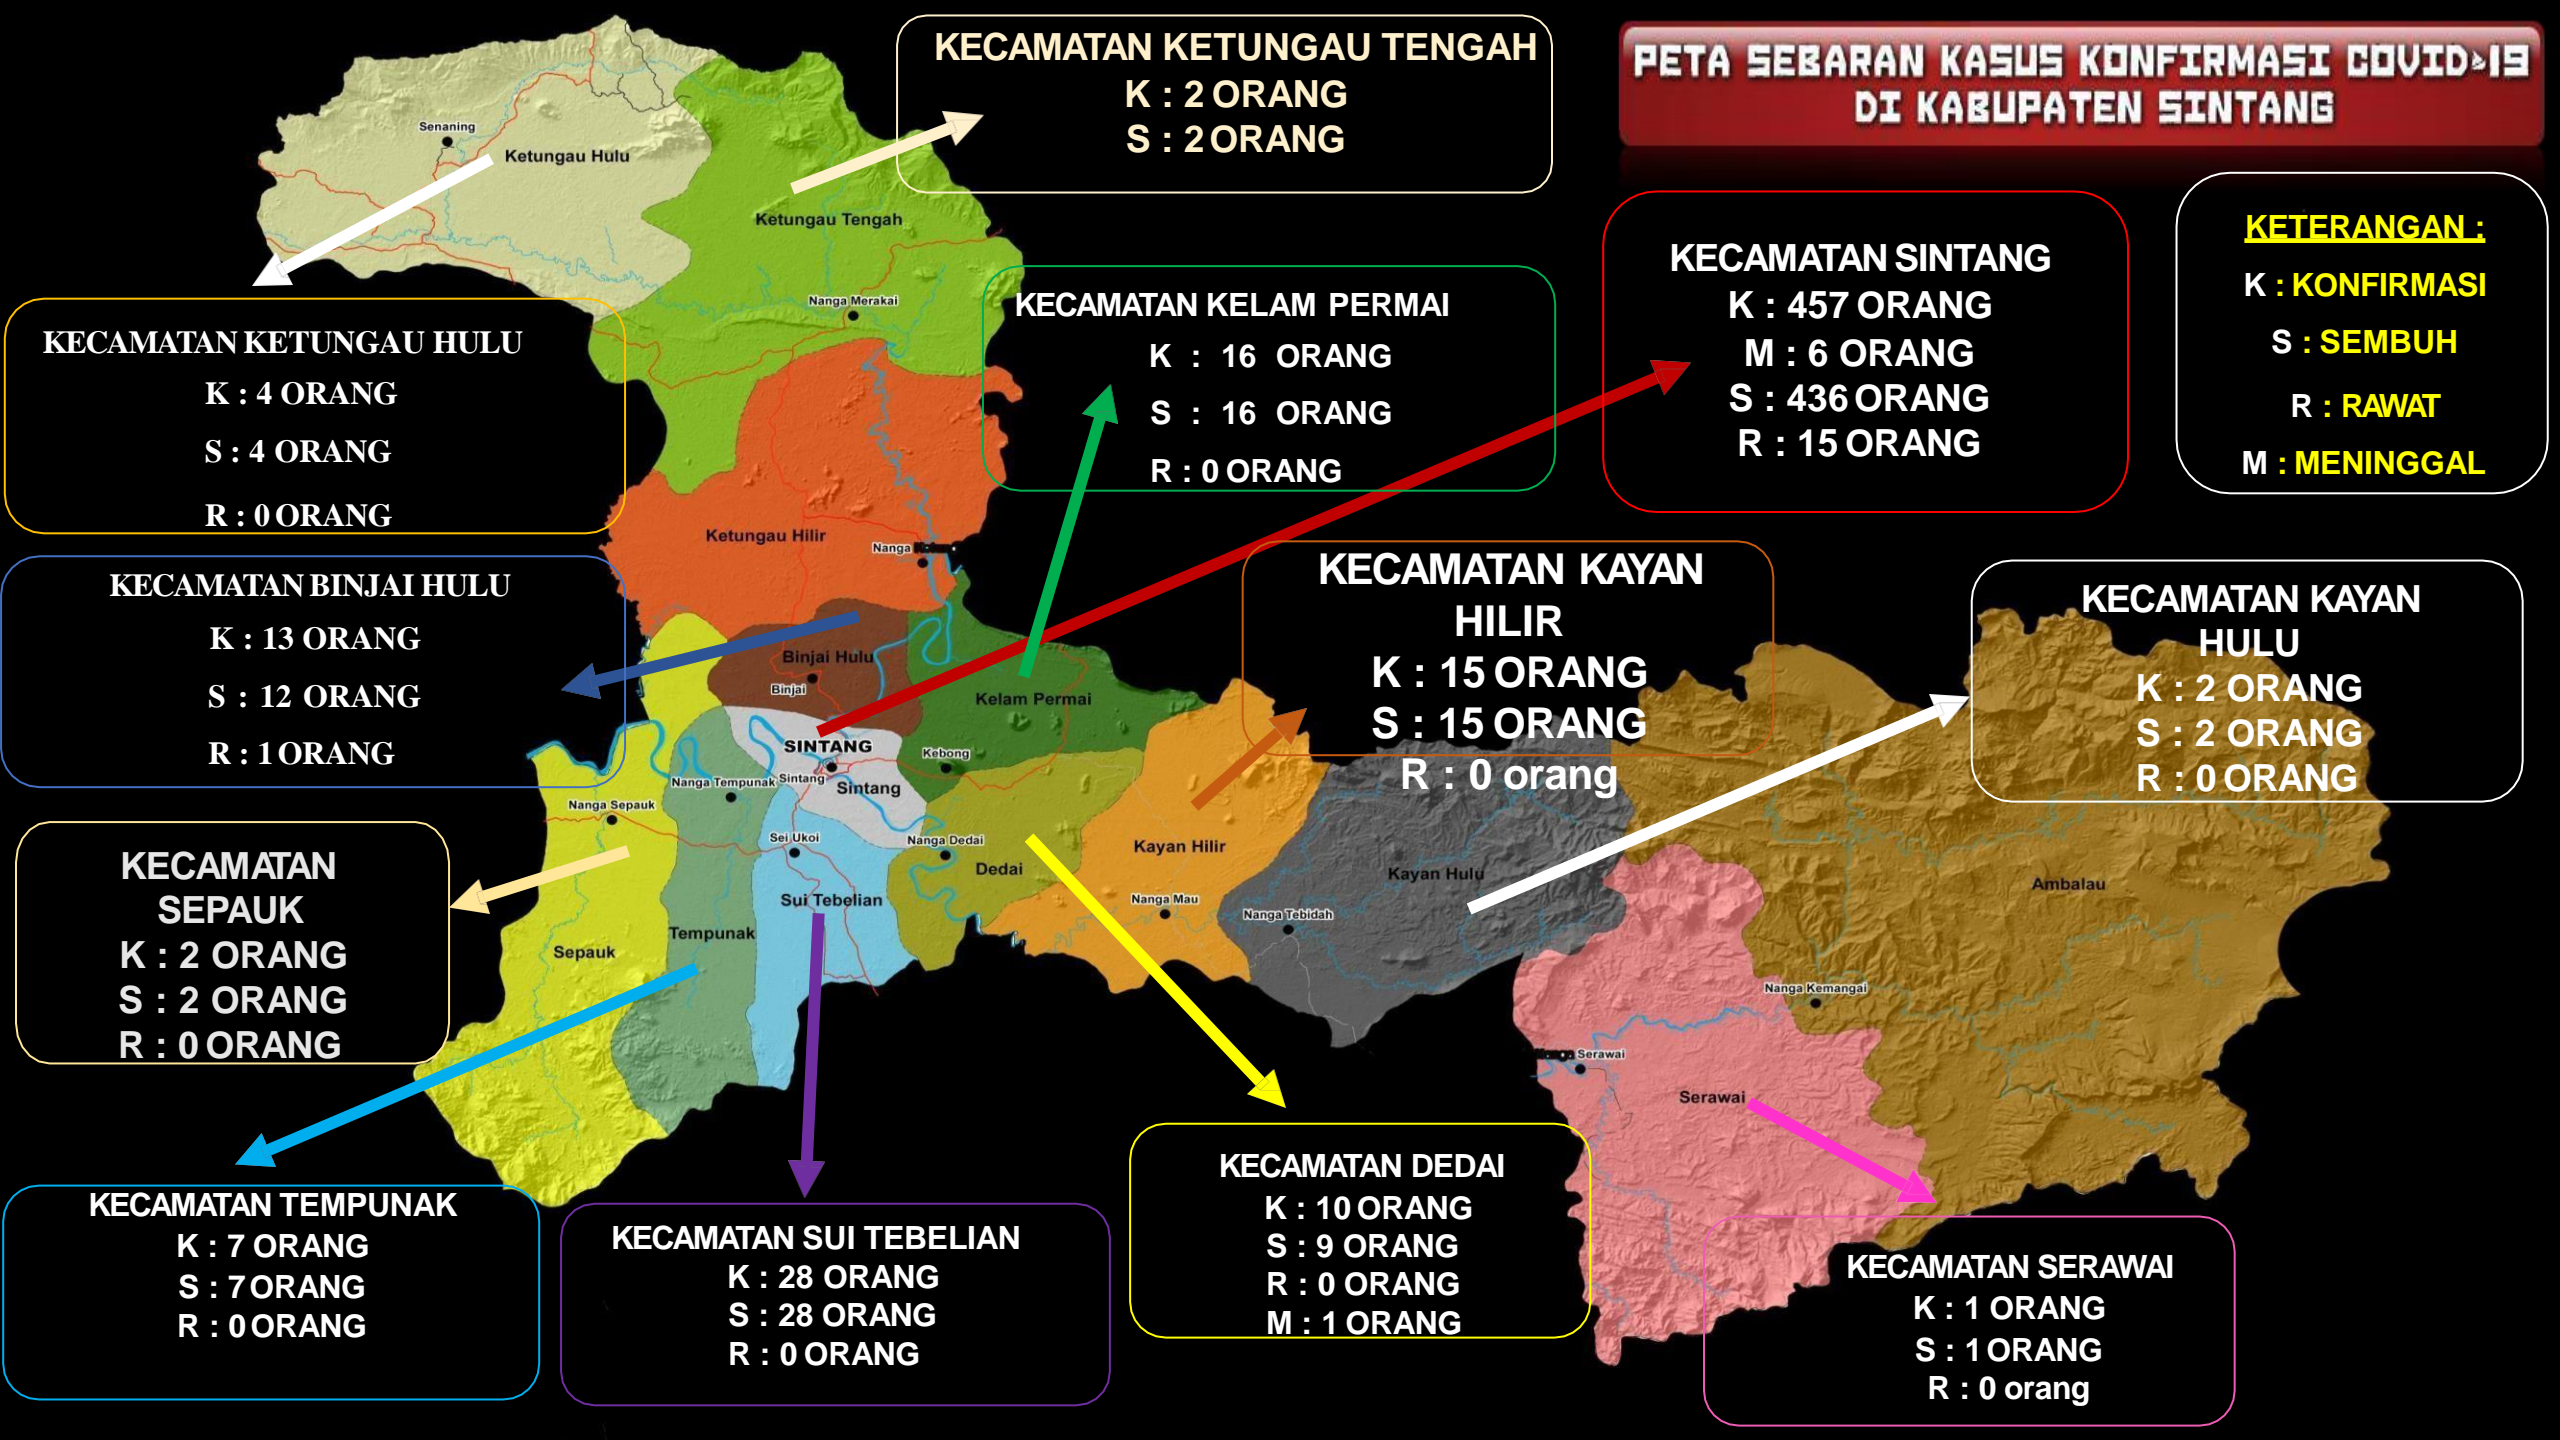 PETA SEBARAN KASUS KONFIRMASI COVID-19
DI KABUPATEN SINTANG
KECAMATAN KETUNGAU TENGAH
K : 2 ORANG
S : 2 ORANG
KETERANGAN :
K : KONFIRMASI
S : SEMBUH
R : RAWAT
M : MENINGGAL
KECAMATAN SINTANG
K : 457 ORANG
M : 6 ORANG
S : 436 ORANG
R : 15 ORANG
KECAMATAN KELAM PERMAI
K : 16 ORANG
S : 16 ORANG
R : 0 ORANG
KECAMATAN KETUNGAU HULU
K : 4 ORANG
S : 4 ORANG
R : 0 ORANG
KECAMATAN BINJAI HULU
K : 13 ORANG
S : 12 ORANG
R : 1 ORANG
KECAMATAN KAYAN
HILIR
K : 15 ORANG
S : 15 ORANG
R : 0 orang
KECAMATAN KAYAN
HULU
K : 2 ORANG
S : 2 ORANG
R : 0 ORANG
KECAMATAN
SEPAUK
K : 2 ORANG
S : 2 ORANG
R : 0 ORANG
KECAMATAN TEMPUNAK
K : 7 ORANG
S : 7 ORANG
R : 0 ORANG
KECAMATAN SUI TEBELIAN
K : 28 ORANG
S : 28 ORANG
R : 0 ORANG
KECAMATAN DEDAI
K : 10 ORANG
S : 9 ORANG
R : 0 ORANG
M : 1 ORANG
KECAMATAN SERAWAI
K : 1 ORANG
S : 1 ORANG
R : 0 orang
Senaning
Ketungau Hulu
Ketungau Tengah
Nanga Merakai
Ketungau Hilir
Nanga
Binjai Hulu
Binjai
Kelam Permai
SINTANG
Kebong
Nanga Tempunak
Sintang
Sintang
Nanga Sepauk
Sei Ukoi
Nanga Dedai
Dedai
Kayan Hilir
Kayan Hulu
Ambalau
Sui Tebelian
Nanga Mau
Nanga Tebidah
Tempunak
Sepauk
Nanga Kemangai
Serawai
Serawai